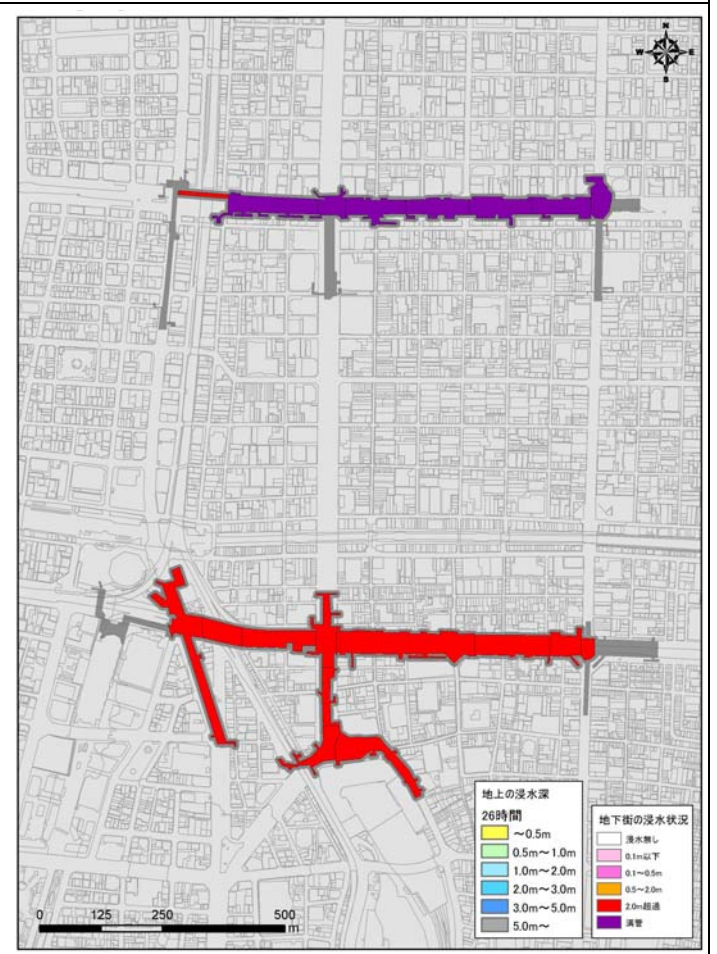 N
W E
S
地上の浸水深
26時間
～0.5m
0.5m～1.0m
1.0m～2.0m
2.0m～3.0m
3.0m～5.0m
5.0m～
地下街の浸水状況
浸水無し
0.1m以下
0.1～0.5m
0.5～2.0m
2.0m超過
満管
0 125 250 500
m